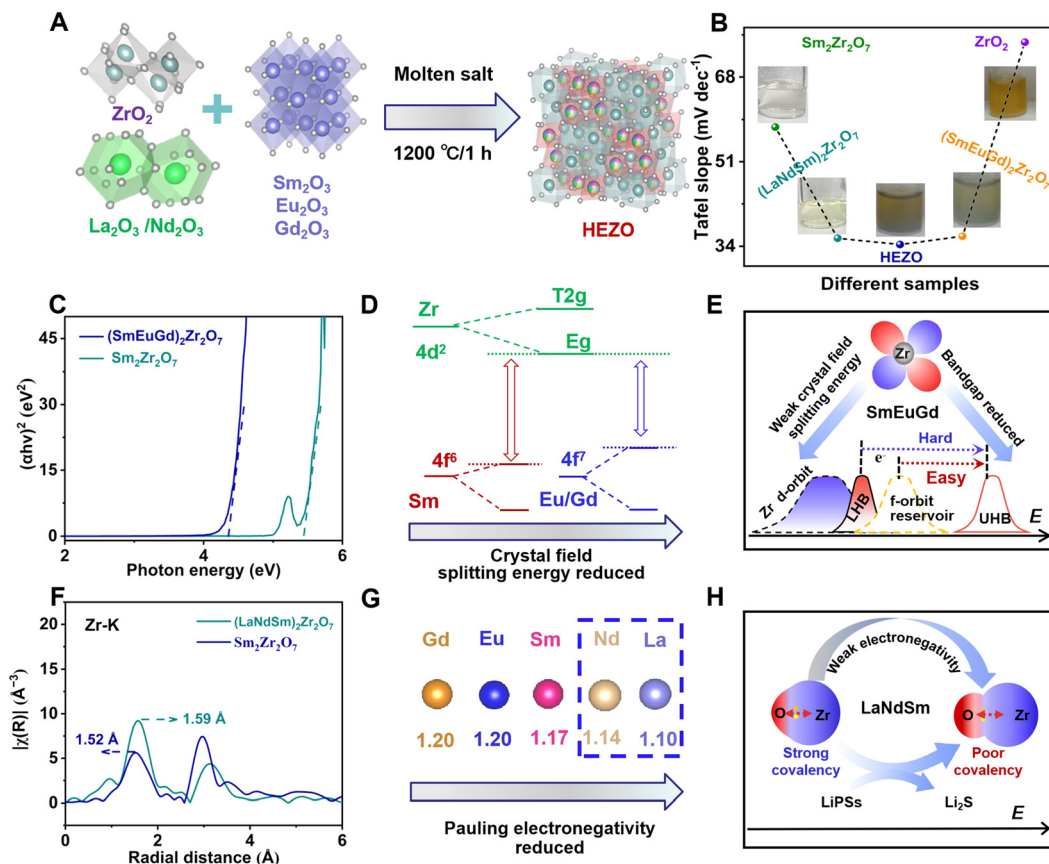 A
ZrO₂
La₂O₃ /Nd₂O₃
Sm₂O₃
Eu₂O₃
Gd₂O₃
Molten salt
1200 ℃/1 h
HEZO
B
Tafel slope (mV dec⁻¹)
68
51
34
Sm₂Zr₂O₇
(LaNdSm)₂Zr₂O₇
HEZO
(SmEuGd)₂Zr₂O₇
ZrO₂
Different samples
C
(αhv)² (eV²)
45
30
15
0
(SmEuGd)₂Zr₂O₇
Sm₂Zr₂O₇
2
4
6
Photon energy (eV)
D
Zr
4d²
T2g
Eg
4f⁶
Sm
4f⁷
Eu/Gd
Crystal field
splitting energy reduced
E
Zr
Weak crystal field
splitting energy
Bandgap reduced
SmEuGd
Hard
e⁻
Easy
Zr d-orbit
LHB
f-orbit
reservoir
UHB
E
F
Zr-K
(LaNdSm)₂Zr₂O₇
Sm₂Zr₂O₇
|χ(R)| (Å⁻³)
20
15
10
5
0
1.59 Å
1.52 Å
0
1
2
3
4
5
6
Radial distance (Å)
G
Gd Eu Sm Nd La
1.20 1.20 1.17 1.14 1.10
Pauling electronegativity
reduced
H
Weak electronegativity
O Zr
LaNdSm
O Zr
Strong
covalency
Poor
covalency
LiPSs
Li₂S
E